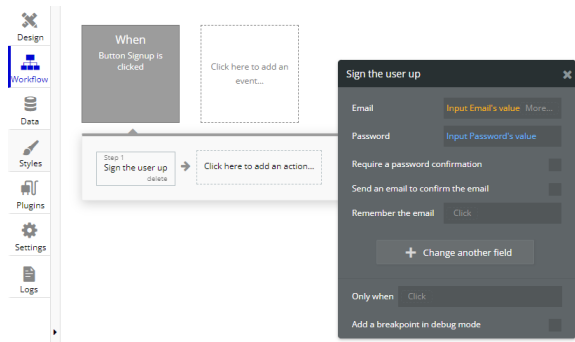 Design
Workflow
Data
Styles
Plugins
Settings
Logs
When
Button Signup is
clicked
Click here to add an
event...
Step 1
Sign the user up
delete
Click here to add an action...
Sign the user up
Email
Input Email's value More...
Password
Input Password's value
Require a password confirmation
Send an email to confirm the email
Remember the email
Click
Change another field
Only when
Click
Add a breakpoint in debug mode